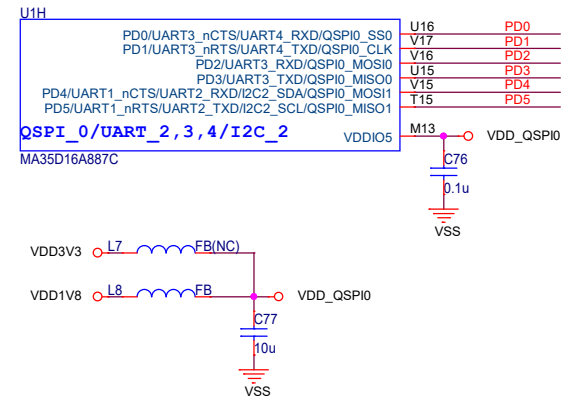 U1H
PD0/UART3_nCTS/UART4_RXD/QSPI0_SS0 U16 PD0
PD1/UART3_nRTS/UART4_TXD/QSPI0_CLK V17 PD1
PD2/UART3_RXD/QSPI0_MOSI0 V16 PD2
PD3/UART3_TXD/QSPI0_MISO0 U15 PD3
PD4/UART1_nCTS/UART2_RXD/I2C2_SDA/QSPI0_MOSI1 V15 PD4
PD5/UART1_nRTS/UART2_TXD/I2C2_SCL/QSPI0_MISO1 T15 PD5
QSPI_0/UART_2,3,4/I2C_2 VDDIO5 M13 VDD_QSPI0
MA35D16A887C
C76
0.1u
VSS
VDD3V3 L7 FB(NC)
VDD1V8 L8 FB VDD_QSPI0
C77
10u
VSS